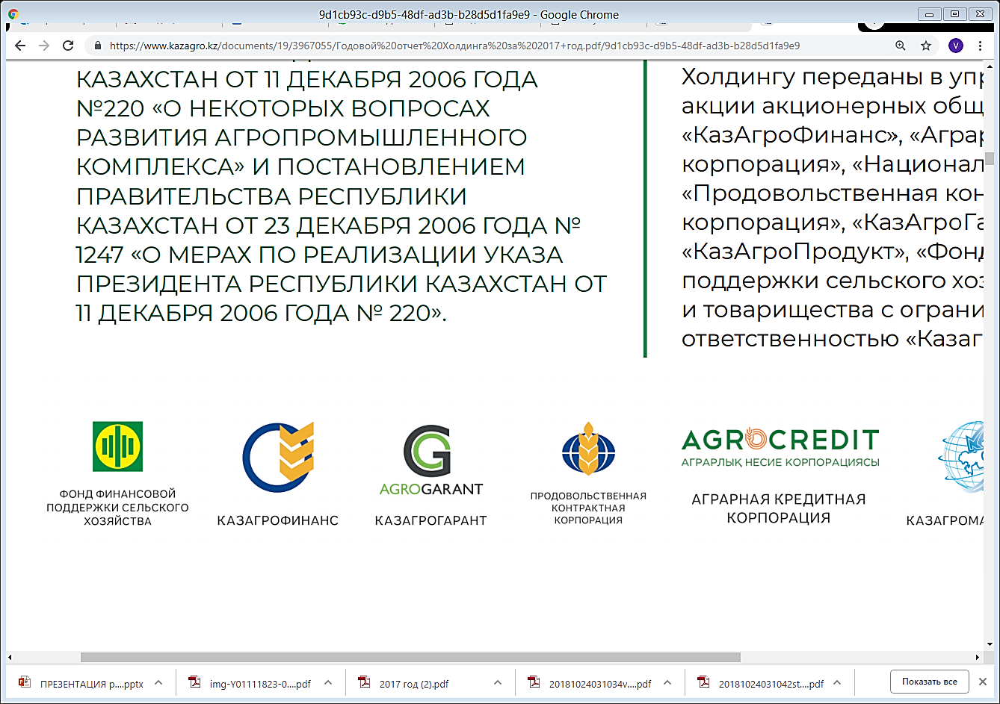 9d1cb93c-d9b5-48df-ad3b-b28d5d1fa9e9 - Google Chrome
https://www.kazagro.kz/documents/19/3967055/Годовой%20отчет%20Холдинга%20за%202017+год.pdf/9d1cb93c-d9b5-48df-ad3b-b28d5d1fa9e9
V
КАЗАХСТАН ОТ 11 ДЕКАБРЯ 2006 ГОДА
№220 «О НЕКОТОРЫХ ВОПРОСАХ
РАЗВИТИЯ АГРОПРОМЫШЛЕННОГО
КОМПЛЕКСА» И ПОСТАНОВЛЕНИЕМ
ПРАВИТЕЛЬСТВА РЕСПУБЛИКИ
КАЗАХСТАН ОТ 23 ДЕКАБРЯ 2006 ГОДА №
1247 «О МЕРАХ ПО РЕАЛИЗАЦИИ УКАЗА
ПРЕЗИДЕНТА РЕСПУБЛИКИ КАЗАХСТАН ОТ
11 ДЕКАБРЯ 2006 ГОДА № 220».
Холдингу переданы в упр
акции акционерных общ
«КазАгроФинанс», «Аграр
корпорация», «Национал
«Продовольственная кон
корпорация», «КазАгроГа
«КазАгроПродукт», «Фонд
поддержки сельского хоз
и товарищества с ограни
ответственностью «Казаг
ФОНД ФИНАНСОВОЙ
ПОДДЕРЖКИ СЕЛЬСКОГО
ХОЗЯЙСТВА
КАЗАГРОФИНАНС
AGROGARANT
КАЗАГРОГАРАНТ
ПРОДОВОЛЬСТВЕННАЯ
КОНТРАКТНАЯ
КОРПОРАЦИЯ
AGROCREDIT
АГРАРЛЫҚ НЕСИЕ КОРПОРАЦИЯСЫ
АГРАРНАЯ КРЕДИТНАЯ
КОРПОРАЦИЯ
КАЗАГРОМА
ПРЕЗЕНТАЦИЯ р....pptx
img-Y01111823-0....pdf
2017 год (2).pdf
20181024031034v....pdf
20181024031042st....pdf
Показать все